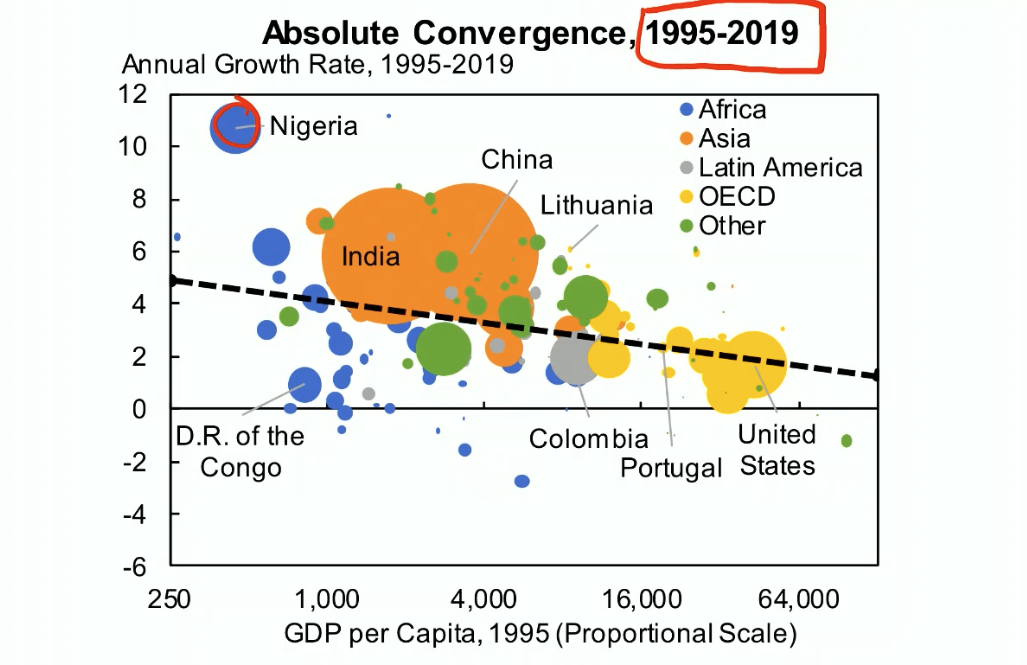 Absolute Convergence, 1995-2019
Annual Growth Rate, 1995-2019
12
10
8
6
4
2
0
-2
-4
-6
Nigeria
China
Lithuania
India
Africa
Asia
Latin America
OECD
Other
D.R. of the
Congo
Colombia
Portugal
United
States
250 1,000 4,000 16,000 64,000
GDP per Capita, 1995 (Proportional Scale)